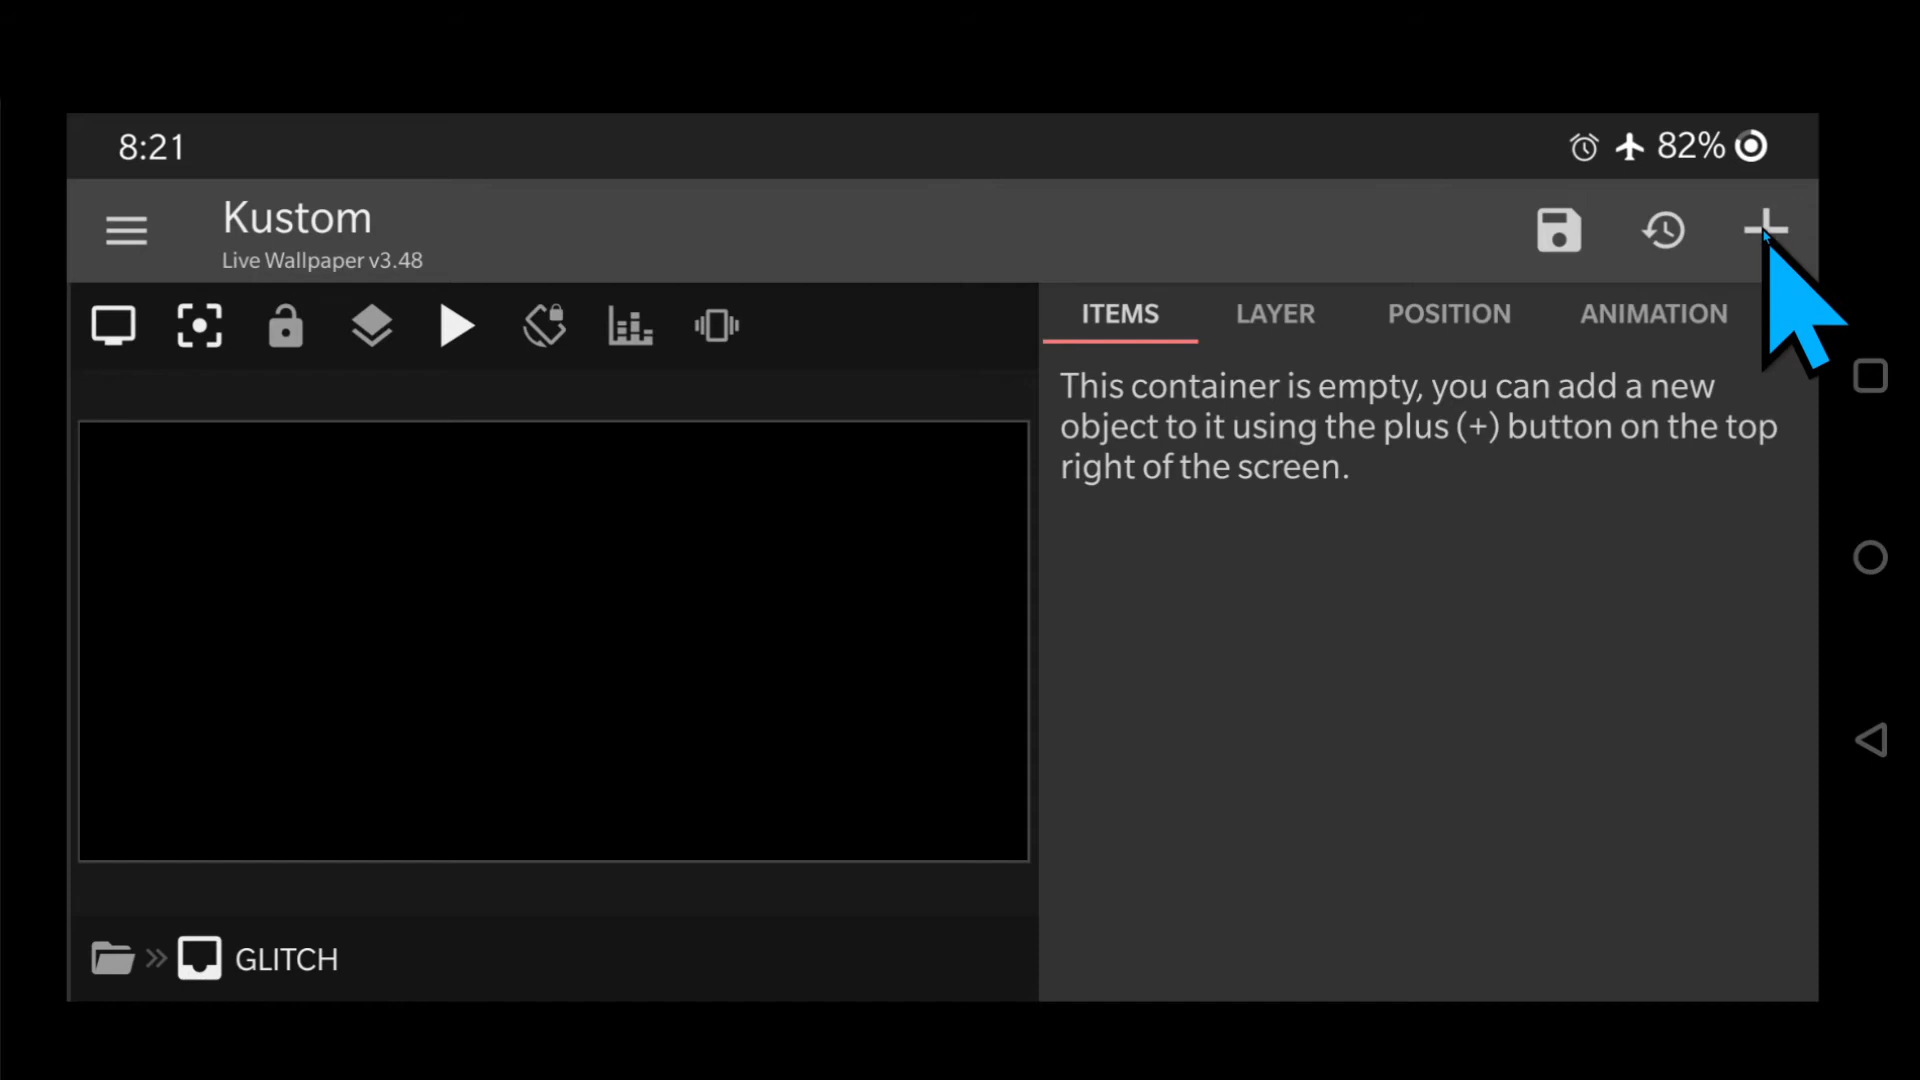 8:21
82%
Kustom
Live Wallpaper v3.48
ITEMS LAYER POSITION ANIMATION
This container is empty, you can add a new
object to it using the plus (+) button on the top
right of the screen.
GLITCH